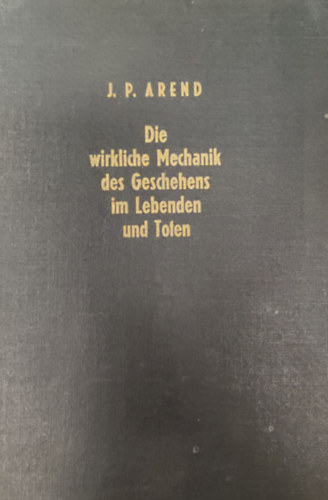 J. P. AREND
Die
wirkliche Mechanik
des Geschehens
im Lebenden
und Toten